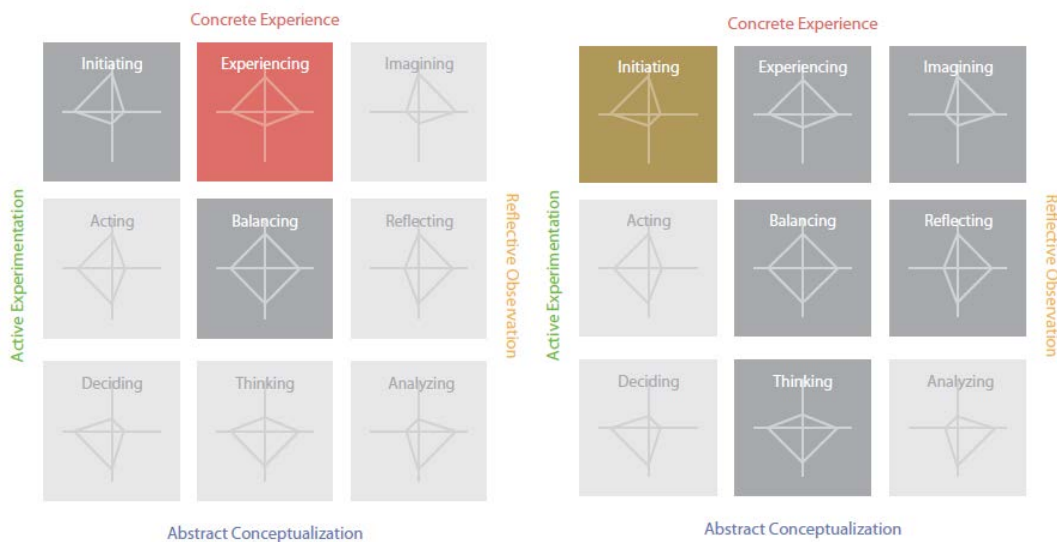 Concrete Experience
Initiating
Experiencing
Imagining
Active Experimentation
Acting
Balancing
Reflecting
Reflective Observation
Deciding
Thinking
Analyzing
Abstract Conceptualization
Concrete Experience
Initiating
Experiencing
Imagining
Active Experimentation
Acting
Balancing
Reflecting
Reflective Observation
Deciding
Thinking
Analyzing
Abstract Conceptualization